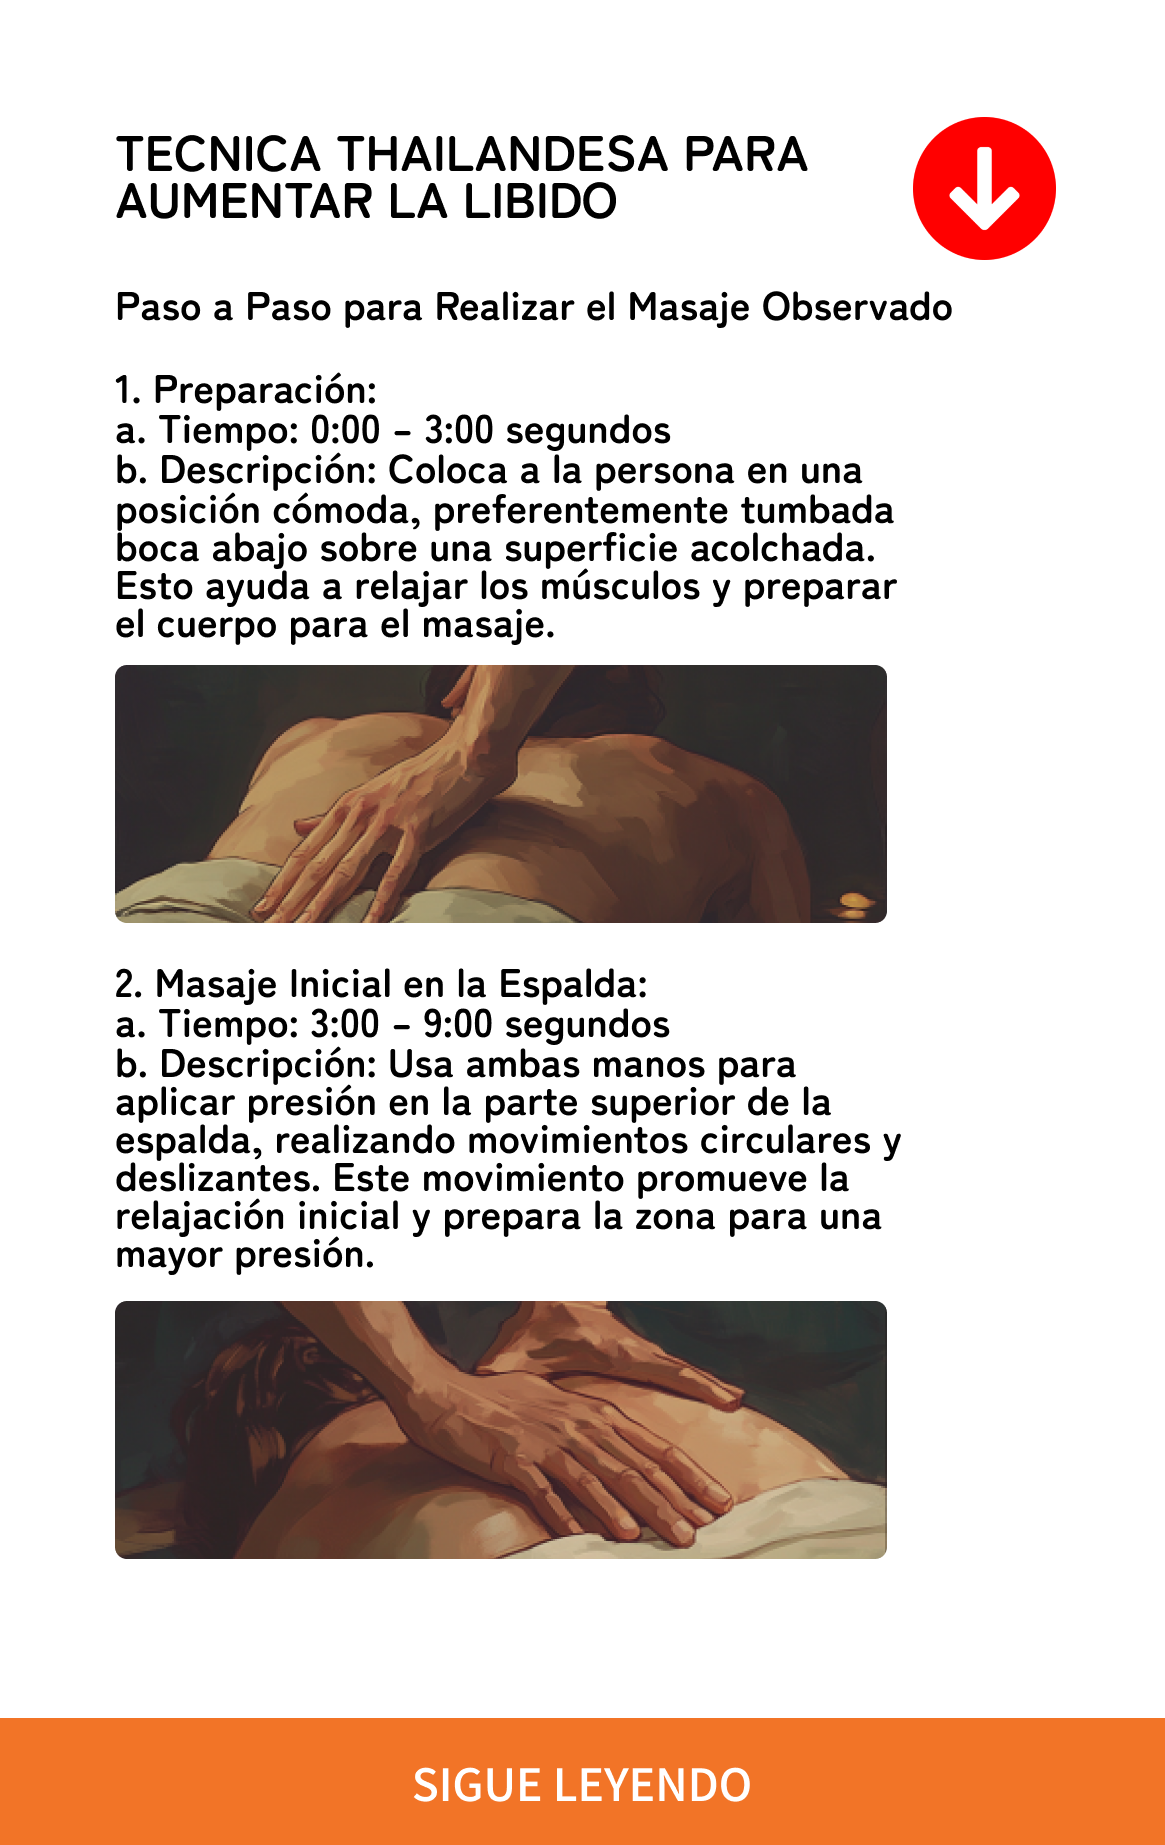 TECNICA THAILANDESA PARA
AUMENTAR LA LIBIDO
Paso a Paso para Realizar el Masaje Observado
1. Preparación:
a. Tiempo: 0:00 – 3:00 segundos
b. Descripción: Coloca a la persona en una
posición cómoda, preferentemente tumbada
boca abajo sobre una superficie acolchada.
Esto ayuda a relajar los músculos y preparar
el cuerpo para el masaje.
2. Masaje Inicial en la Espalda:
a. Tiempo: 3:00 – 9:00 segundos
b. Descripción: Usa ambas manos para
aplicar presión en la parte superior de la
espalda, realizando movimientos circulares y
deslizantes. Este movimiento promueve la
relajación inicial y prepara la zona para una
mayor presión.
SIGUE LEYENDO